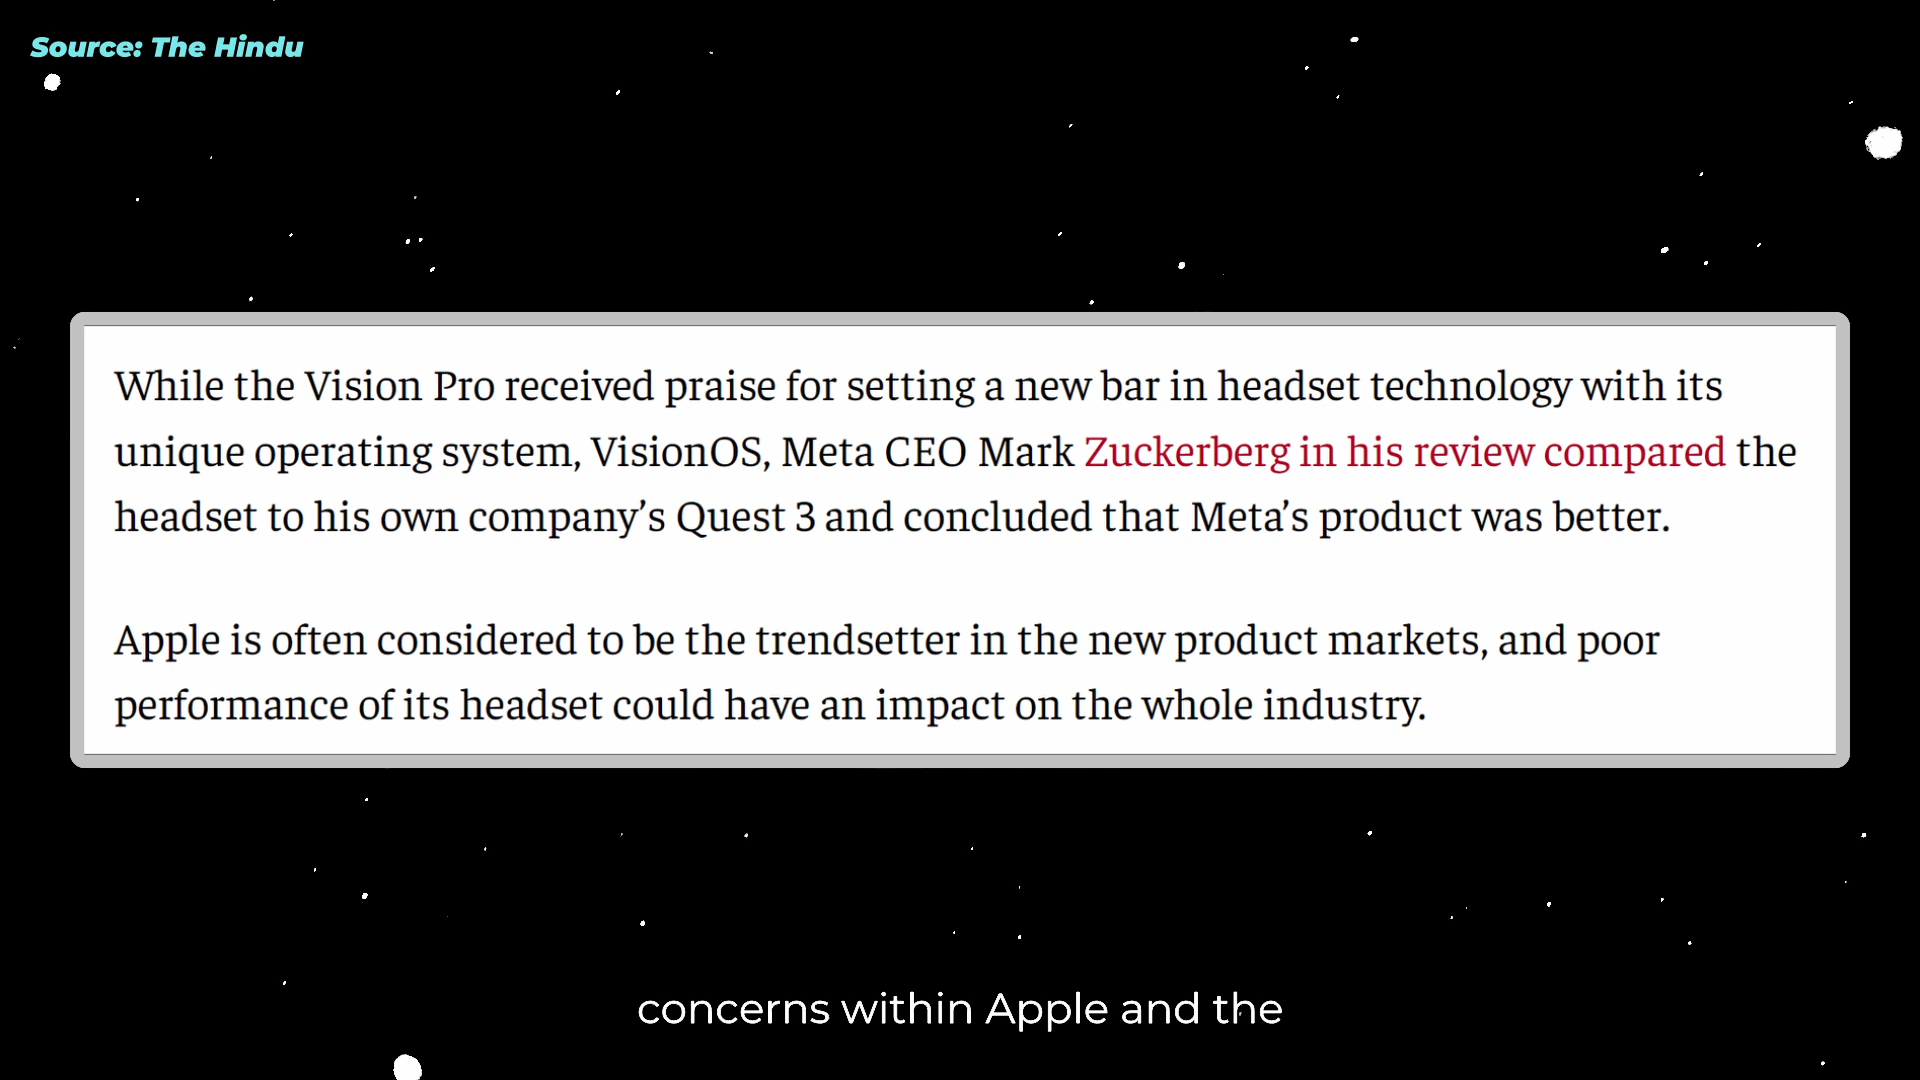 Source: The Hindu
While the Vision Pro received praise for setting a new bar in headset technology with its
unique operating system, VisionOS, Meta CEO Mark Zuckerberg in his review compared the
headset to his own company’s Quest 3 and concluded that Meta’s product was better.
Apple is often considered to be the trendsetter in the new product markets, and poor
performance of its headset could have an impact on the whole industry.
concerns within Apple and the